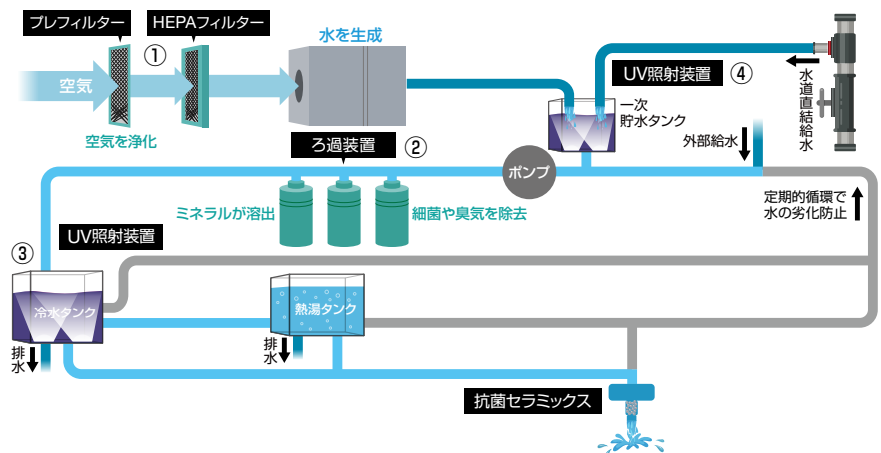 プレフィルター
HEPAフィルター
①
水を生成
空気
空気を浄化
UV照射装置
④
水道直結給水
一次
貯水タンク
外部給水
ろ過装置
②
ポンプ
ミネラルが溶出
細菌や臭気を除去
定期的循環で
水の劣化防止
UV照射装置
③
冷水タンク
熱湯タンク
排水
排水
抗菌セラミックス